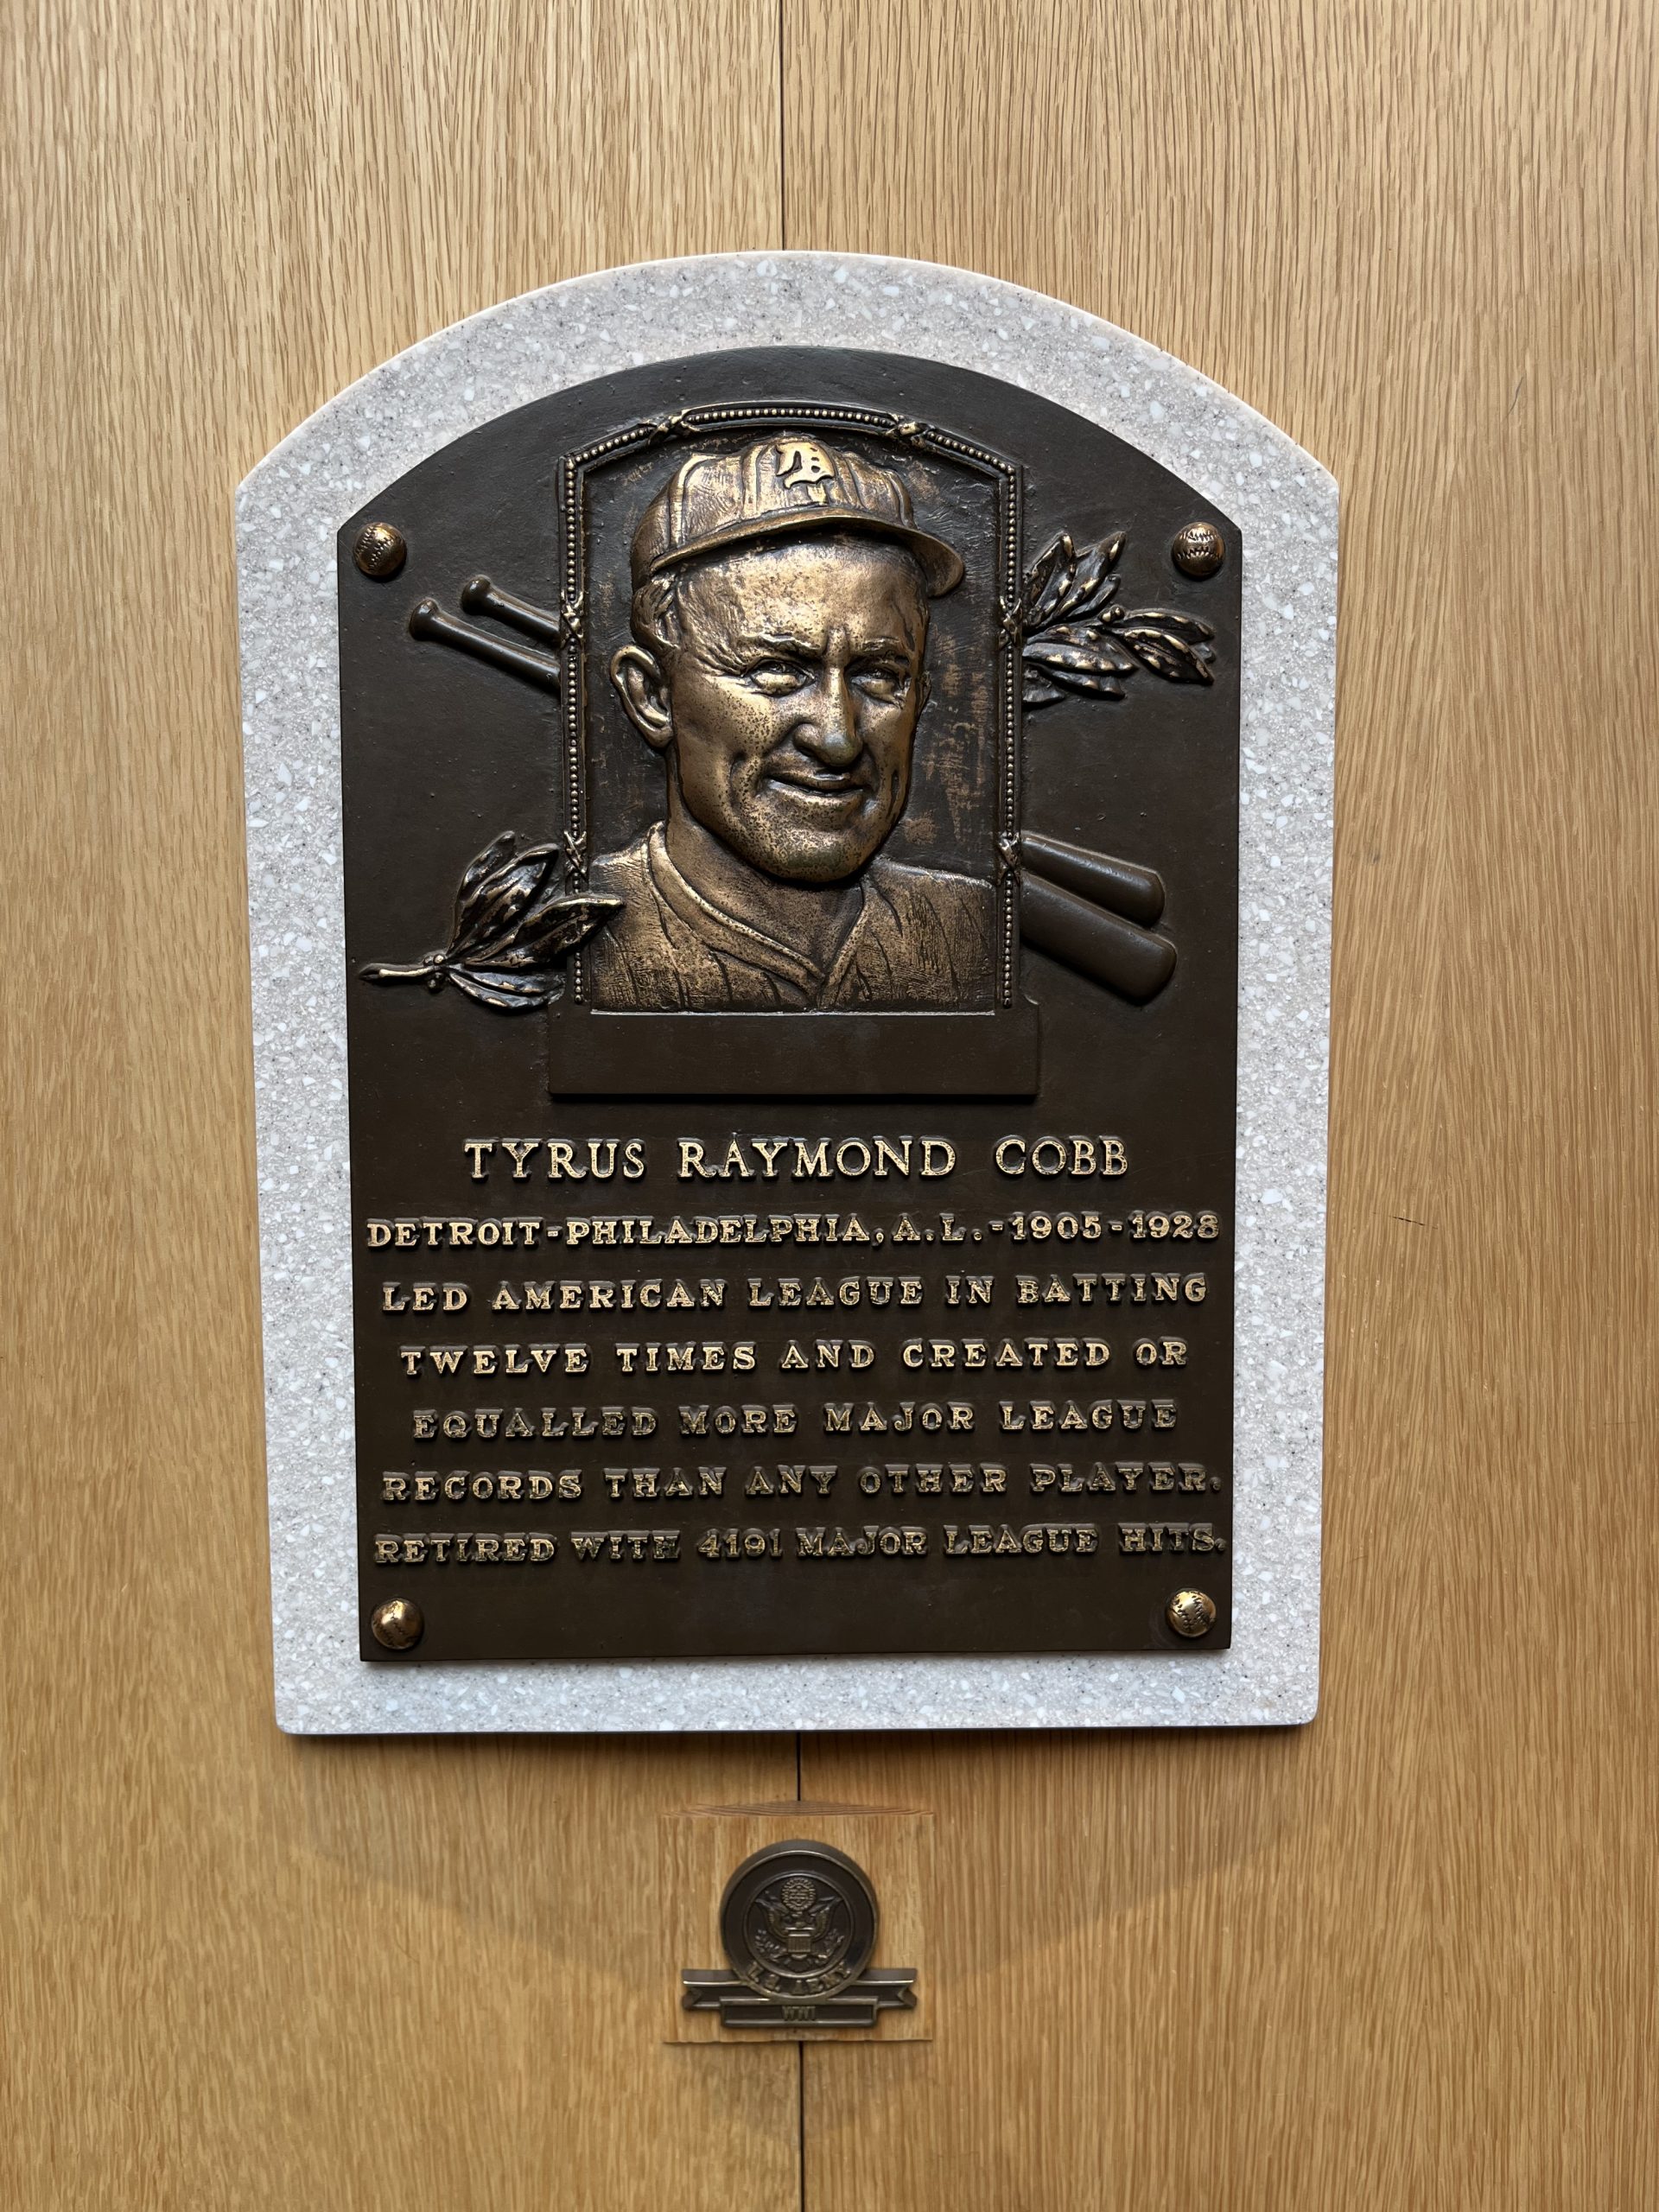 D
TYRUS RAYMOND COBB
DETROIT-PHILADELPHIA, A.L.-1905-1928
LED AMERICAN LEAGUE IN BATTING
TWELVE TIMES AND CREATED OR
EQUALLED MORE MAJOR LEAGUE
RECORDS THAN ANY OTHER PLAYER.
RETIRED WITH 4191 MAJOR LEAGUE HITS.
U.S. ARMY
WWI